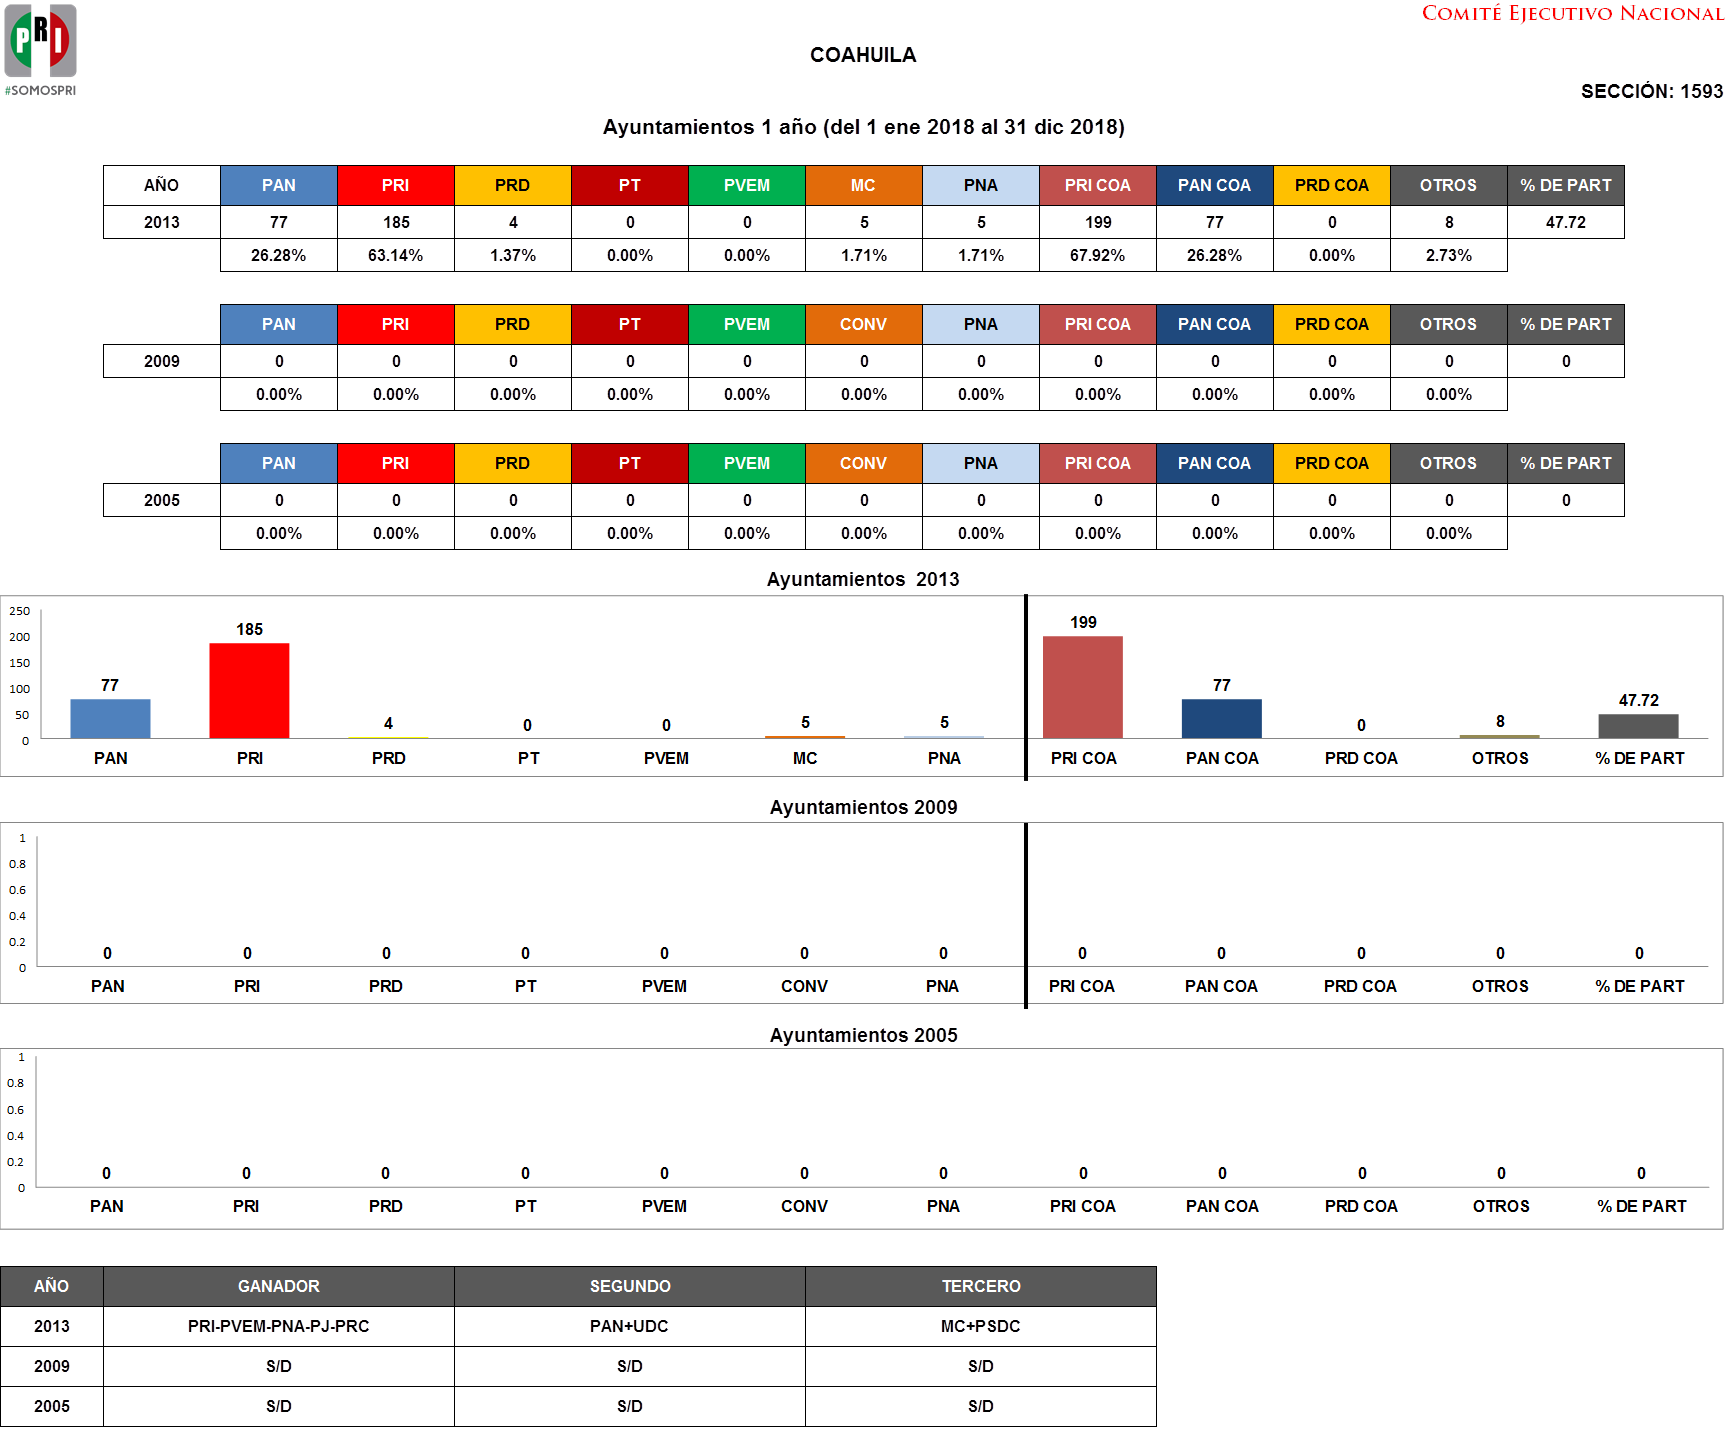 PRI
#SOMOSPRI
COMITÉ EJECUTIVO NACIONAL
COAHUILA
SECCIÓN: 1593
Ayuntamientos 1 año (del 1 ene 2018 al 31 dic 2018)
AÑO PAN PRI PRD PT PVEM MC PNA PRI COA PAN COA PRD COA OTROS % DE PART
2013 77 185 4 0 0 5 5 199 77 0 8 47.72
26.28% 63.14% 1.37% 0.00% 0.00% 1.71% 1.71% 67.92% 26.28% 0.00% 2.73%
PAN PRI PRD PT PVEM CONV PNA PRI COA PAN COA PRD COA OTROS % DE PART
2009 0 0 0 0 0 0 0 0 0 0 0 0
0.00% 0.00% 0.00% 0.00% 0.00% 0.00% 0.00% 0.00% 0.00% 0.00% 0.00%
PAN PRI PRD PT PVEM CONV PNA PRI COA PAN COA PRD COA OTROS % DE PART
2005 0 0 0 0 0 0 0 0 0 0 0 0
0.00% 0.00% 0.00% 0.00% 0.00% 0.00% 0.00% 0.00% 0.00% 0.00% 0.00%
Ayuntamientos 2013
250
200
150
100
50
0
77 185 4 0 0 5 5 199 77 0 8 47.72
PAN PRI PRD PT PVEM MC PNA PRI COA PAN COA PRD COA OTROS % DE PART
Ayuntamientos 2009
1
0.8
0.6
0.4
0.2
0
0 0 0 0 0 0 0 0 0 0 0 0
PAN PRI PRD PT PVEM CONV PNA PRI COA PAN COA PRD COA OTROS % DE PART
Ayuntamientos 2005
1
0.8
0.6
0.4
0.2
0
0 0 0 0 0 0 0 0 0 0 0 0
PAN PRI PRD PT PVEM CONV PNA PRI COA PAN COA PRD COA OTROS % DE PART
AÑO GANADOR SEGUNDO TERCERO
2013 PRI-PVEM-PNA-PJ-PRC PAN+UDC MC+PSDC
2009 S/D S/D S/D
2005 S/D S/D S/D